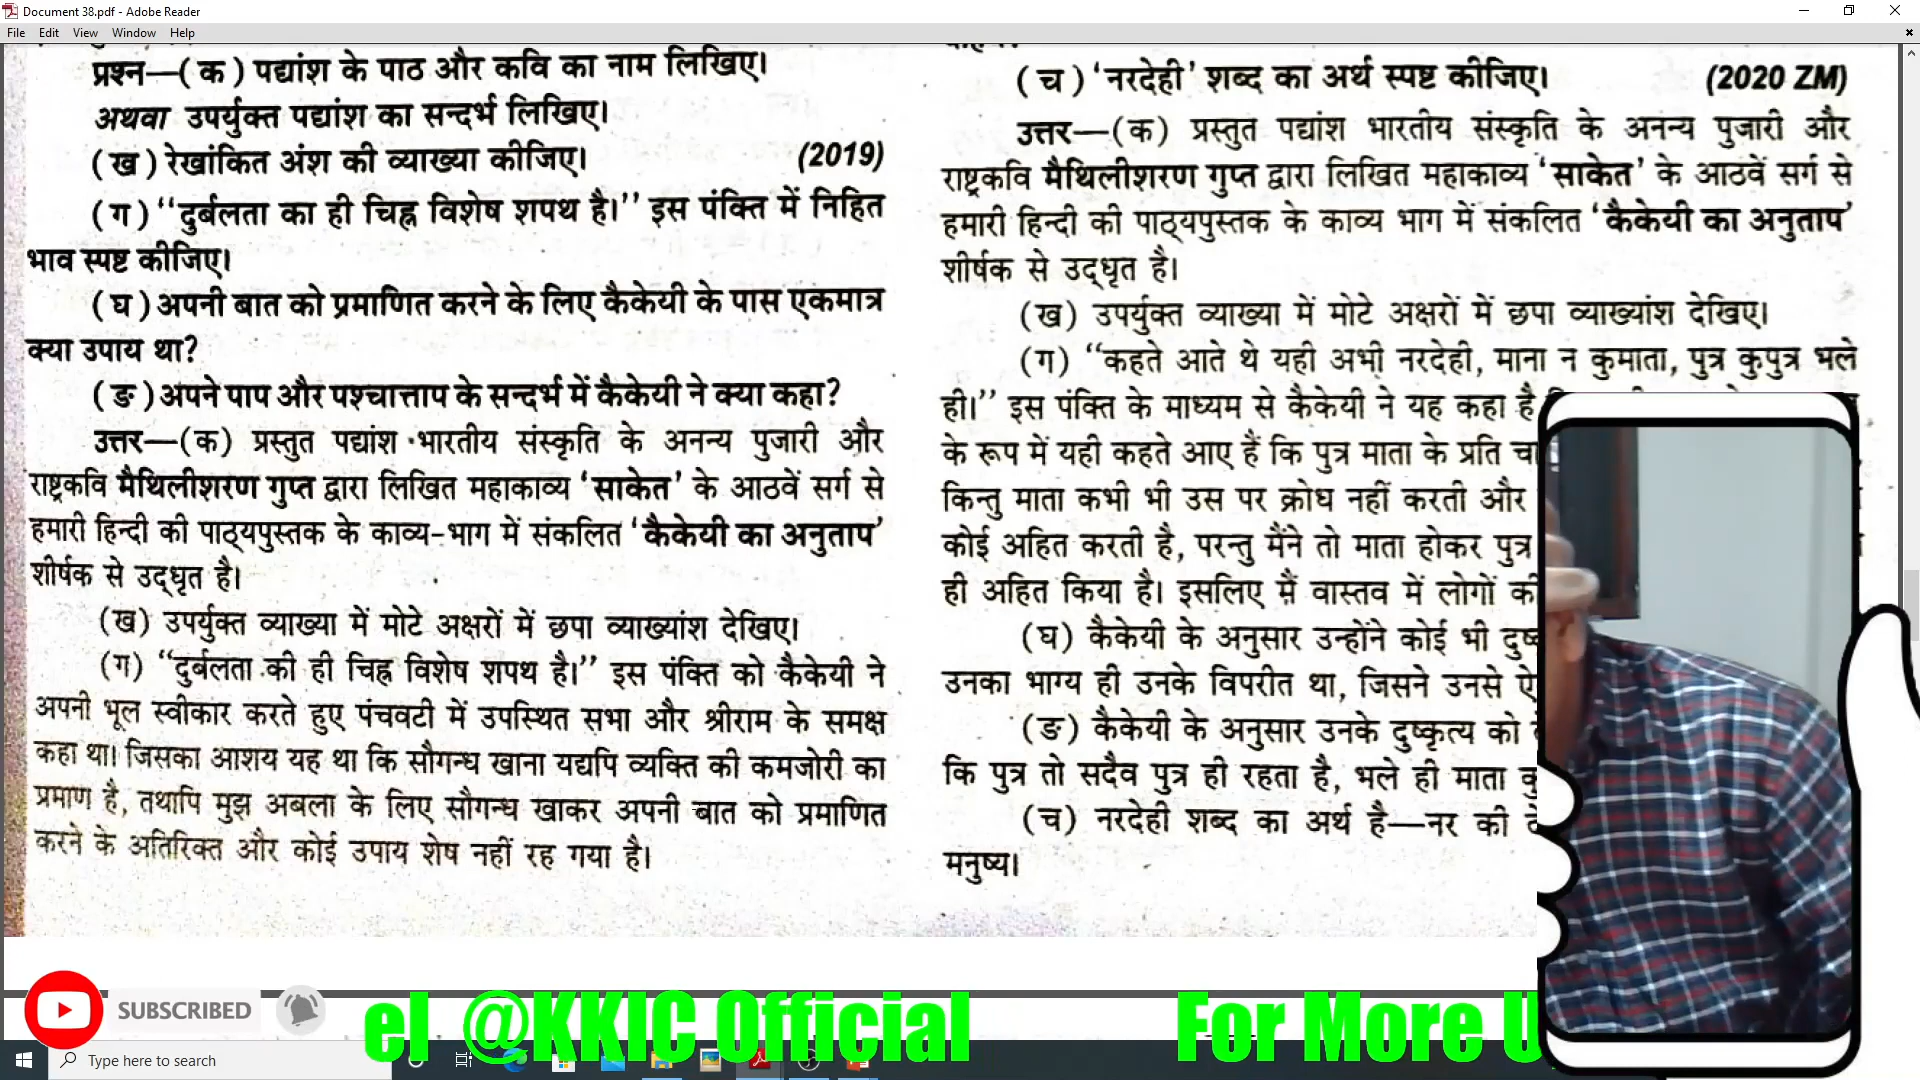 Document 38.pdf - Adobe Reader
File Edit View Window Help
प्रश्न—(क) पद्यांश के पाठ और कवि का नाम लिखिए।
अथवा उपर्युक्त पद्यांश का सन्दर्भ लिखिए।
(ख) रेखांकित अंश की व्याख्या कीजिए। (2019)
(ग) “दुर्बलता का ही चिह्न विशेष शपथ है।” इस पंक्ति में निहित
भाव स्पष्ट कीजिए।
(घ) अपनी बात को प्रमाणित करने के लिए कैकेयी के पास एकमात्र
क्या उपाय था?
(ङ) अपने पाप और पश्चात्ताप के सन्दर्भ में कैकेयी ने क्या कहा?
उत्तर—(क) प्रस्तुत पद्यांश भारतीय संस्कृति के अनन्य पुजारी और
राष्ट्रकवि मैथिलीशरण गुप्त द्वारा लिखित महाकाव्य ‘साकेत’ के आठवें सर्ग से
हमारी हिन्दी की पाठ्यपुस्तक के काव्य-भाग में संकलित ‘कैकेयी का अनुताप’
शीर्षक से उद्धृत है।
(ख) उपर्युक्त व्याख्या में मोटे अक्षरों में छपा व्याख्यांश देखिए।
(ग) “दुर्बलता की ही चिह्न विशेष शपथ है।” इस पंक्ति को कैकेयी ने
अपनी भूल स्वीकार करते हुए पंचवटी में उपस्थित सभा और श्रीराम के समक्ष
कहा था। जिसका आशय यह था कि सौगन्ध खाना यद्यपि व्यक्ति की कमजोरी का
प्रमाण है, तथापि मुझ अबला के लिए सौगन्ध खाकर अपनी बात को प्रमाणित
करने के अतिरिक्त और कोई उपाय शेष नहीं रह गया है।
(च) ‘नरदेही’ शब्द का अर्थ स्पष्ट कीजिए। (2020 ZM)
उत्तर—(क) प्रस्तुत पद्यांश भारतीय संस्कृति के अनन्य पुजारी और
राष्ट्रकवि मैथिलीशरण गुप्त द्वारा लिखित महाकाव्य ‘साकेत’ के आठवें सर्ग से
हमारी हिन्दी की पाठ्यपुस्तक के काव्य भाग में संकलित ‘कैकेयी का अनुताप’
शीर्षक से उद्धृत है।
(ख) उपर्युक्त व्याख्या में मोटे अक्षरों में छपा व्याख्यांश देखिए।
(ग) “कहते आते थे यही अभी नरदेही, माना न कुमाता, पुत्र कुपुत्र भले
ही।” इस पंक्ति के माध्यम से कैकेयी ने यह कहा है
के रूप में यही कहते आए हैं कि पुत्र माता के प्रति
किन्तु माता कभी भी उस पर क्रोध नहीं करती और
कोई अहित करती है, परन्तु मैंने तो माता होकर पुत्र
ही अहित किया है। इसलिए मैं वास्तव में लोगों की
(घ) कैकेयी के अनुसार उन्होंने कोई भी
उनका भाग्य ही उनके विपरीत था, जिसने उनसे
(ङ) कैकेयी के अनुसार उनके दुष्कृत्य को
कि पुत्र तो सदैव पुत्र ही रहता है, भले ही माता
(च) नरदेही शब्द का अर्थ है—नर की
मनुष्य।
SUBSCRIBED
el @KKIC Official For More U
Type here to search